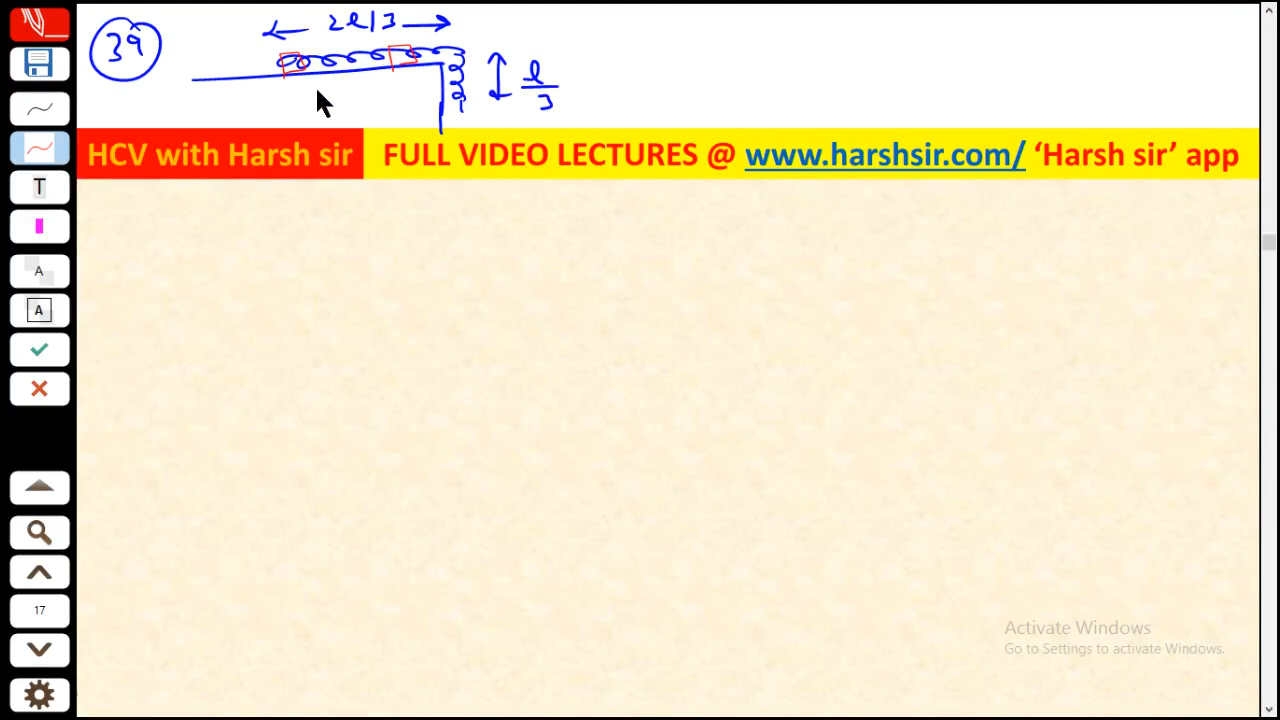 39
2l/3
l/3
HCV with Harsh sir FULL VIDEO LECTURES @ www.harshsir.com/ ‘Harsh sir’ app
T
A
A
17
Activate Windows
Go to Settings to activate Windows.